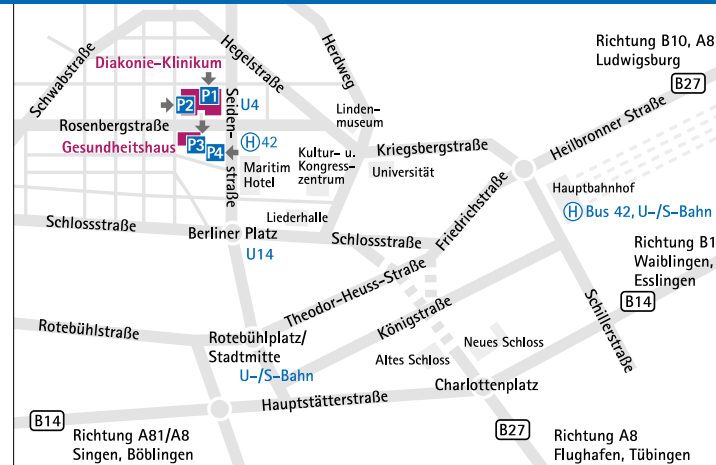 Schwabstraße
Hegelstraße
Herdweg
Richtung B10, A8
Ludwigsburg
B27
Diakonie-Klinikum
P1
P2
Seiden-
straße
U4
Linden-
museum
Heilbronner Straße
Rosenbergstraße
Gesundheitshaus
P3
P4
H 42
Maritim
Hotel
Kultur- u.
Kongress-
zentrum
Kriegsbergstraße
Universität
Hauptbahnhof
H Bus 42, U-/S-Bahn
Friedrichstraße
Liederhalle
Schlossstraße
Berliner Platz
U14
Schlossstraße
Richtung B1
Waiblingen,
Esslingen
B14
Schillerstraße
Theodor-Heuss-Straße
Königstraße
Rotebühlstraße
Rotebühlplatz/
Stadtmitte
U-/S-Bahn
Neues Schloss
Altes Schloss
Charlottenplatz
Hauptstätterstraße
B14
Richtung A81/A8
Singen, Böblingen
B27
Richtung A8
Flughafen, Tübingen